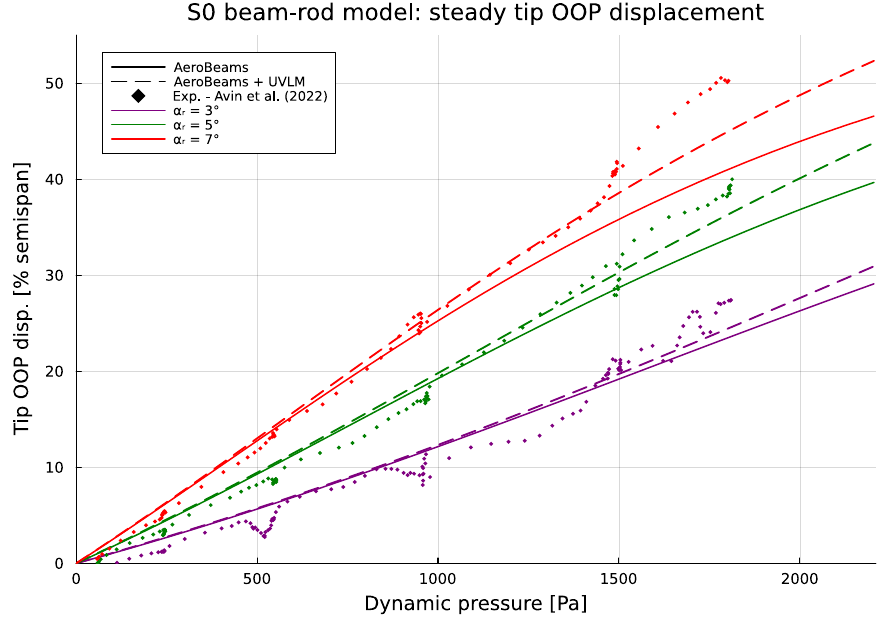 S0 beam-rod model: steady tip OOP displacement
AeroBeams
AeroBeams + UVLM
Exp. - Avin et al. (2022)
αᵣ = 3°
αᵣ = 5°
αᵣ = 7°
Tip OOP disp. [% semispan]
50
40
30
20
10
0
0 500 1000 1500 2000
Dynamic pressure [Pa]